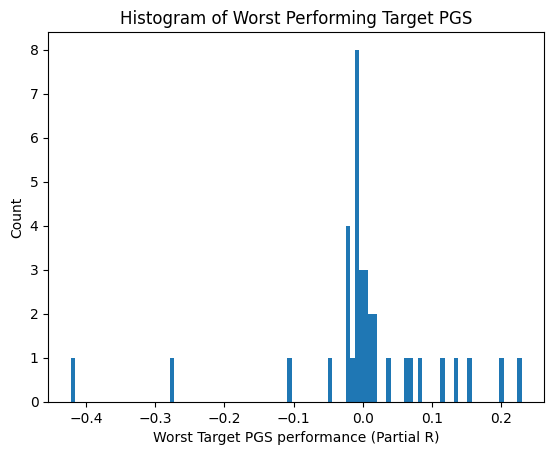 Histogram of Worst Performing Target PGS
8
7
6
5
4
3
2
1
0
Count
−0.4 −0.3 −0.2 −0.1 0.0 0.1 0.2
Worst Target PGS performance (Partial R)